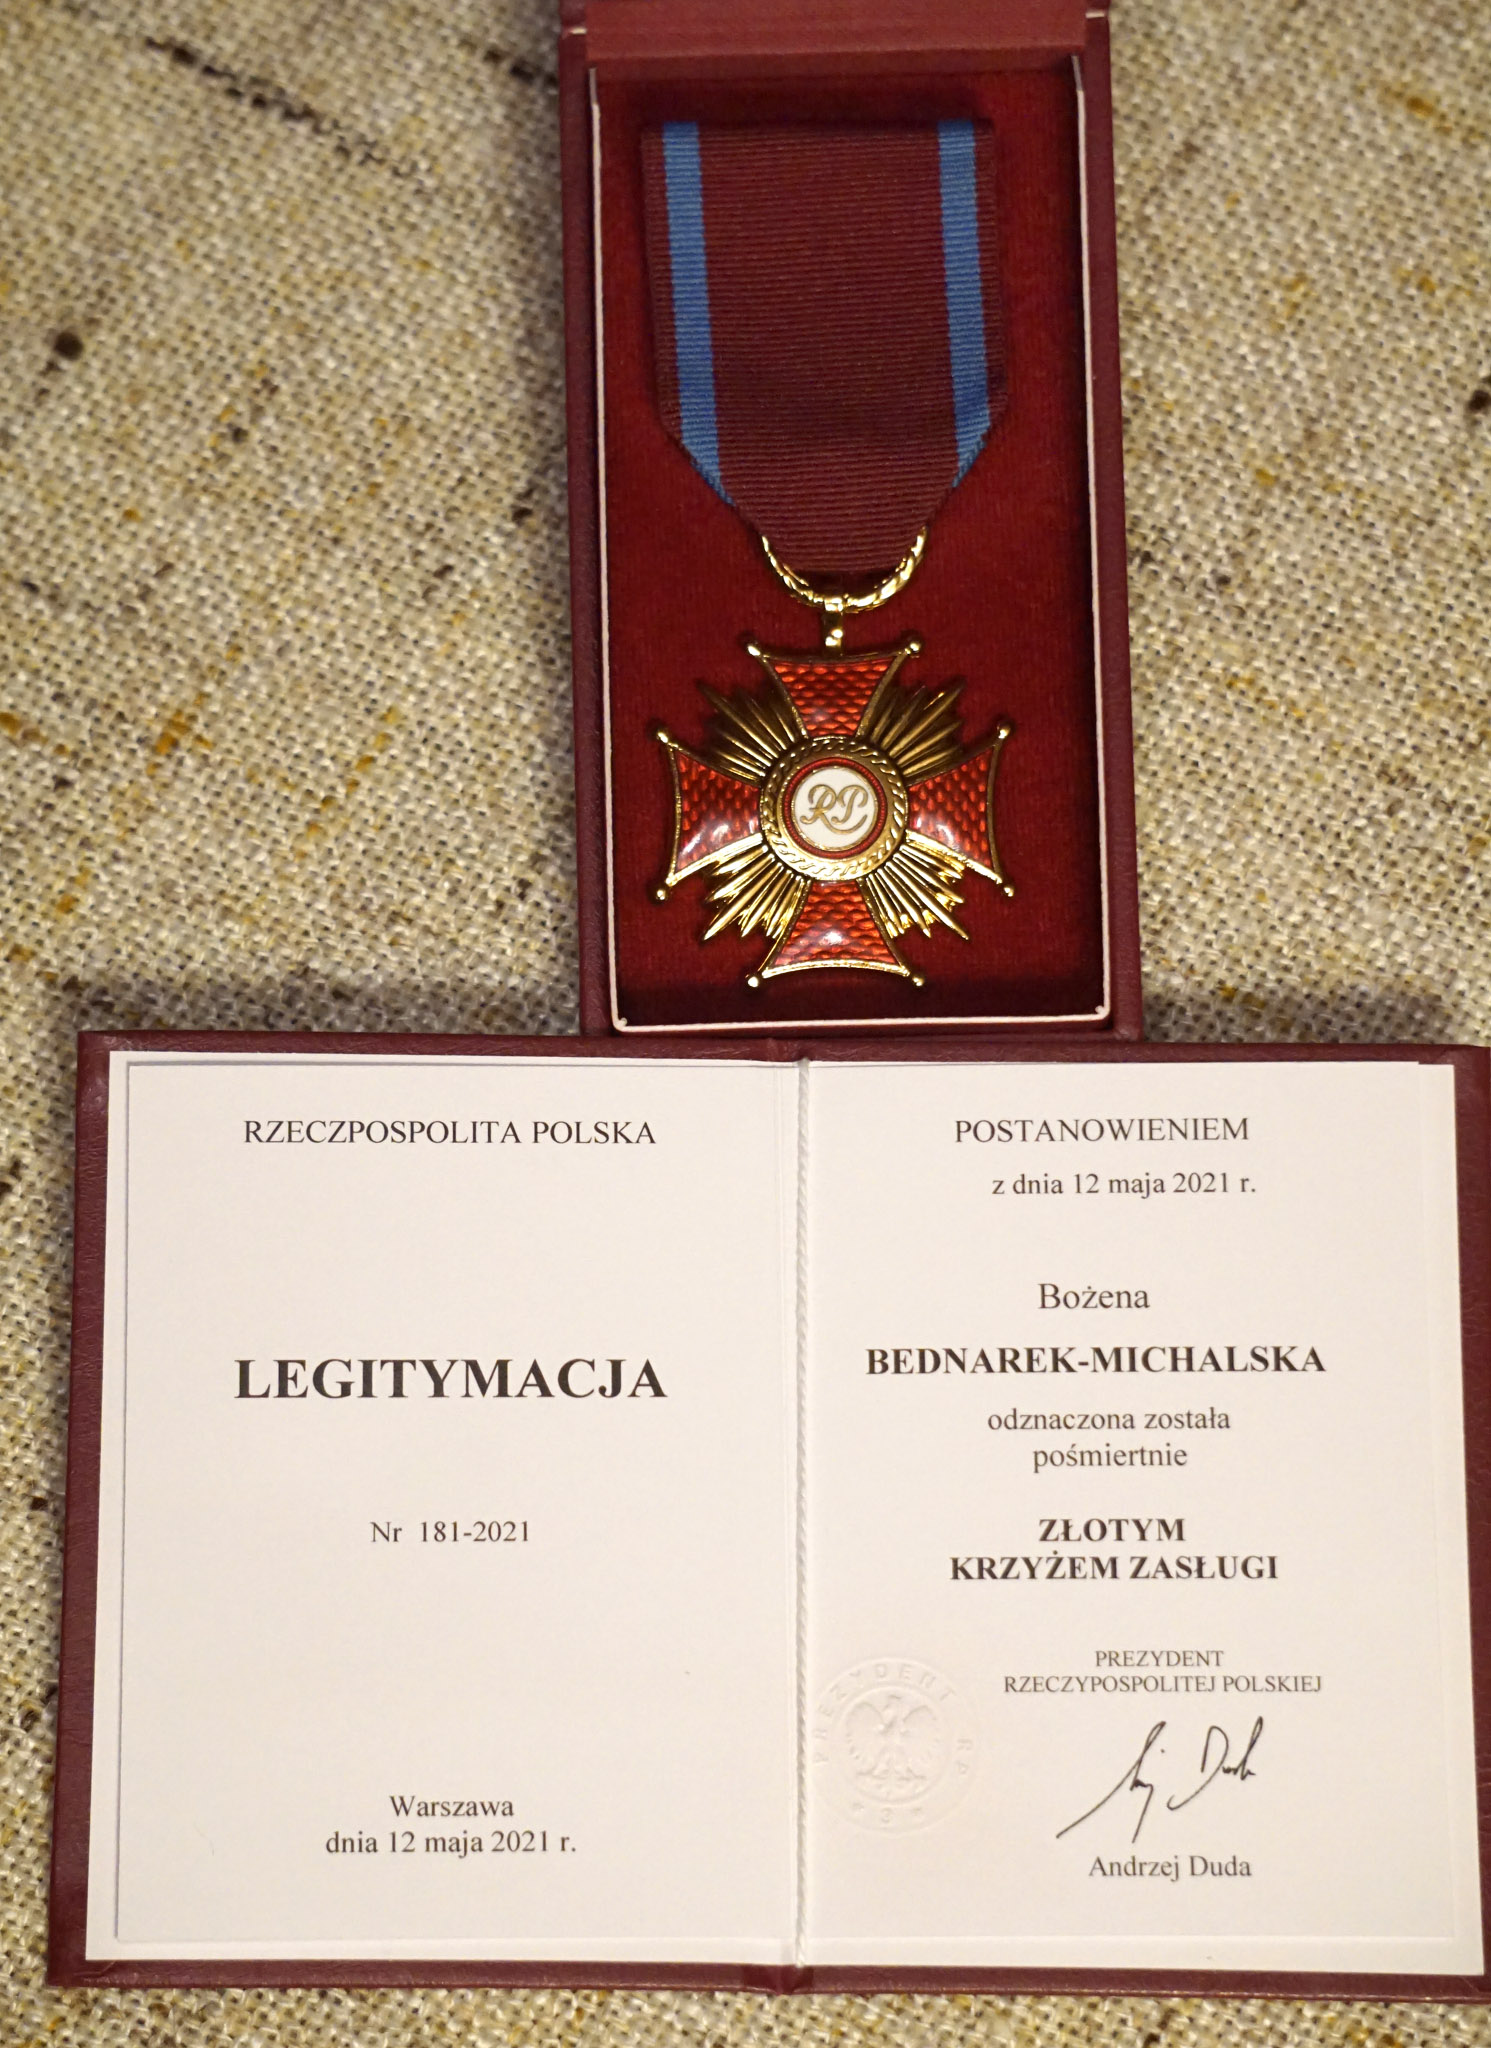 RP
RZECZPOSPOLITA POLSKA
LEGITYMACJA
Nr 181-2021
Warszawa
dnia 12 maja 2021 r.
POSTANOWIENIEM
z dnia 12 maja 2021 r.
Bożena
BEDNAREK-MICHALSKA
odznaczona została
pośmiertnie
ZŁOTYM
KRZYŻEM ZASŁUGI
PREZYDENT
RZECZYPOSPOLITEJ POLSKIEJ
PREZYDENT
Andrzej Duda